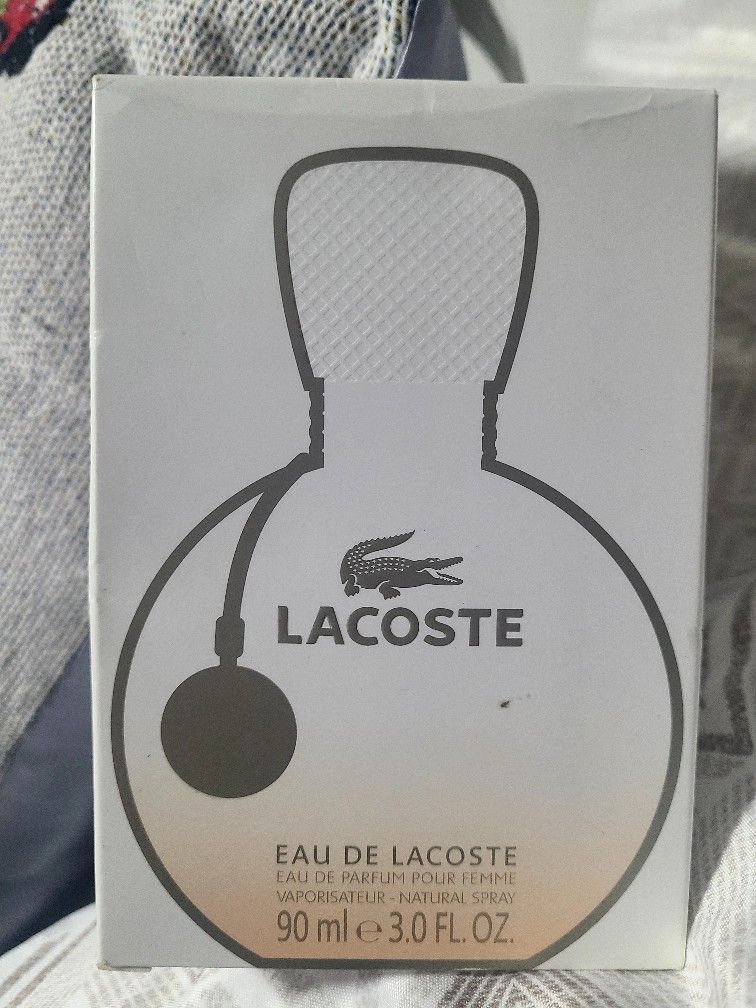 LACOSTE
EAU DE LACOSTE
EAU DE PARFUM POUR FEMME
VAPORISATEUR - NATURAL SPRAY
90 ml ℮ 3.0 FL. OZ.